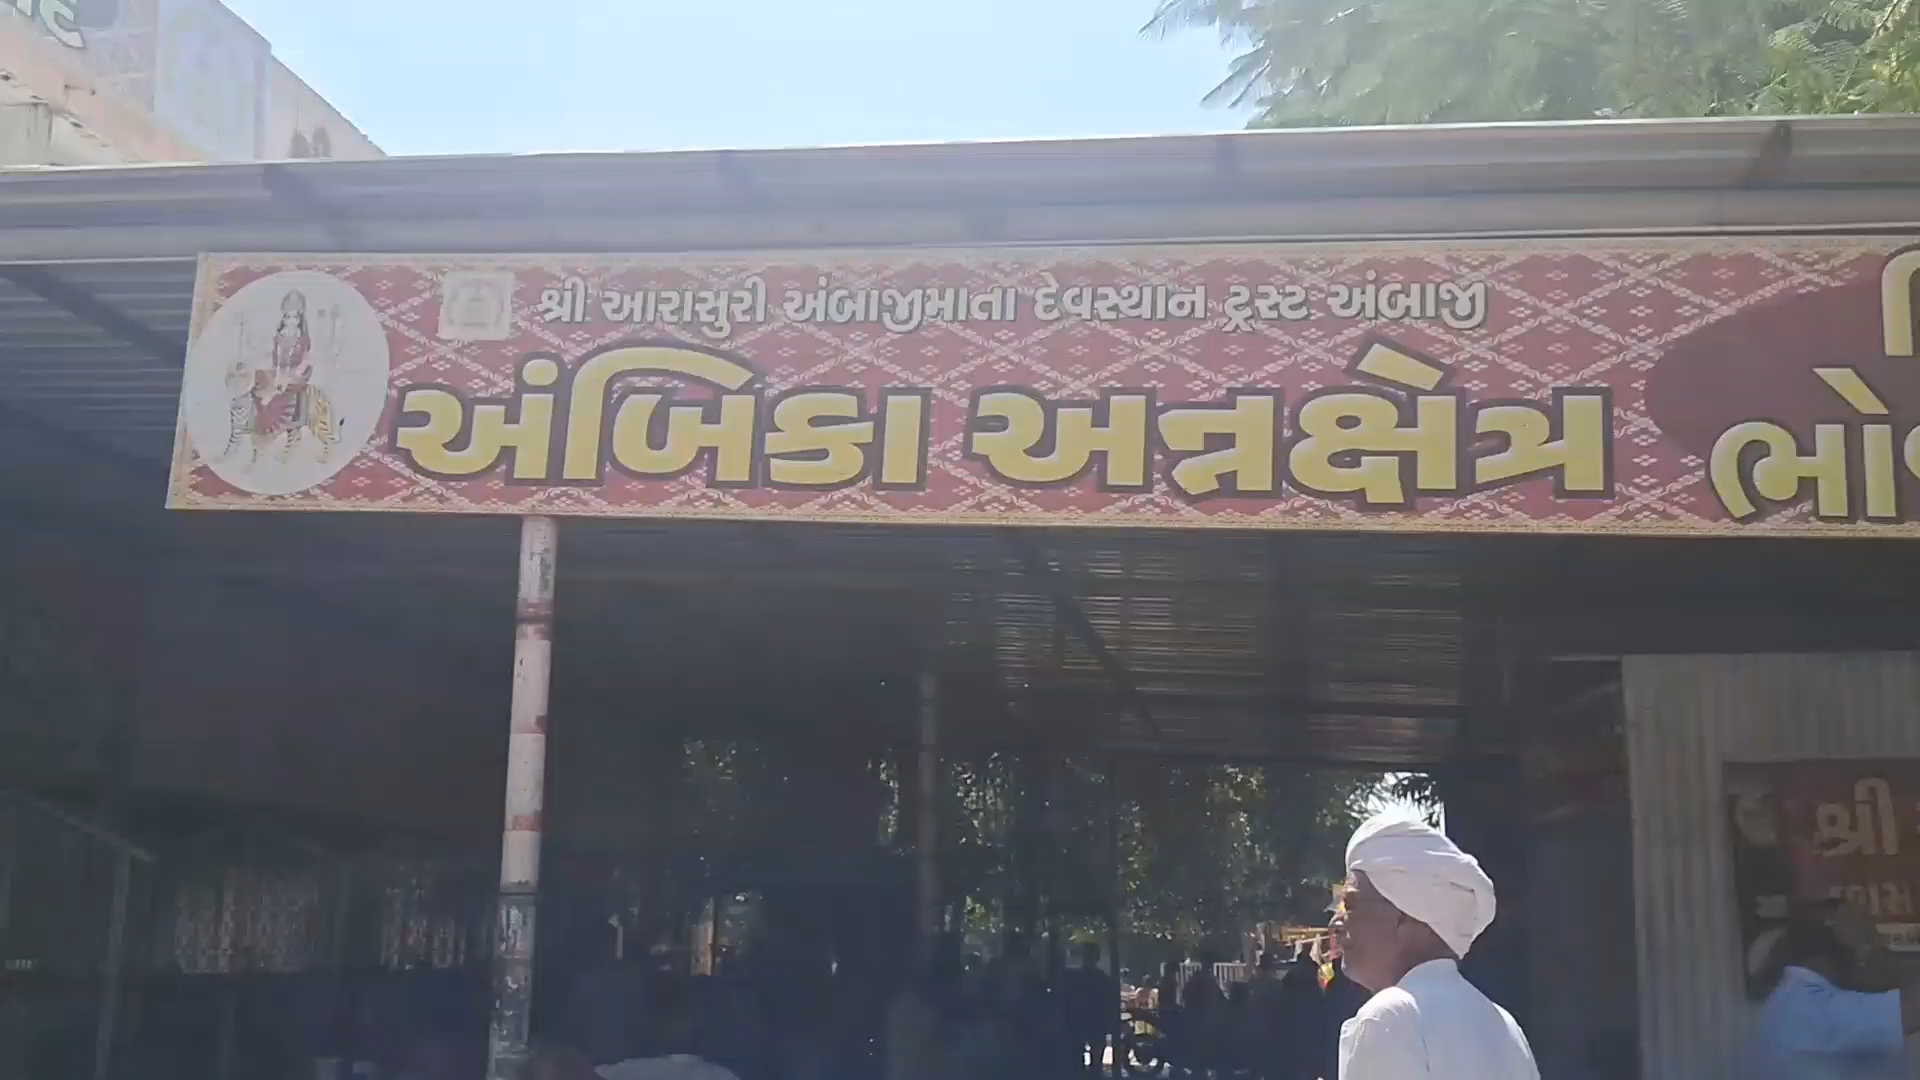 શ્રી આરાસુરી અંબાજીમાતા દેવસ્થાન ટ્રસ્ટ અંબાજી
અંબિકા અન્નક્ષેત્ર
શ્રી